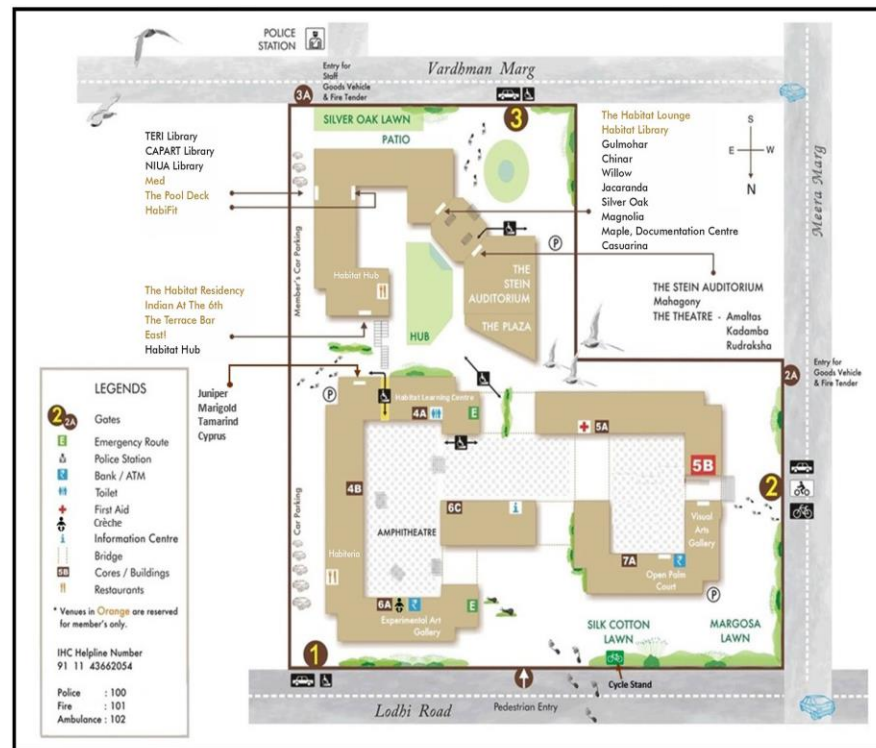 POLICE
STATION
Vardhman Marg
3A
Entry for
Staff
Goods Vehicle
& Fire Tender
3
SILVER OAK LAWN
PATIO
TERI Library
CAPART Library
NIUA Library
Med
The Pool Deck
HabiFit
The Habitat Lounge
Habitat Library
Gulmohar
Chinar
Willow
Jacaranda
Silver Oak
Magnolia
Maple, Documentation Centre
Casuarina
S
E W
N
Meera Marg
P
Member's Car Parking
Habitat Hub
THE
STEIN
AUDITORIUM
THE PLAZA
HUB
THE STEIN AUDITORIUM
Mahagony
THE THEATRE - Amaltas
Kadamba
Rudraksha
The Habitat Residency
Indian At The 6th
The Terrace Bar
East!
Habitat Hub
Juniper
Marigold
Tamarind
Cyprus
2A
Entry for
Goods Vehicle
& Fire Tender
P
Habitat Learning Centre
4A
E
5A
5B
2
4B
6C
i
AMPHITHEATRE
Visual
Arts
Gallery
7A
Open Palm
Court
P
Car Parking
Habiteria
6A
E
Experimental Art
Gallery
SILK COTTON
LAWN
MARGOSA
LAWN
Cycle Stand
1
Lodhi Road
Pedestrian Entry
LEGENDS
2 2A Gates
E Emergency Route
Police Station
₹ Bank / ATM
Toilet
First Aid
Crèche
i Information Centre
Bridge
5B Cores / Buildings
Restaurants
* Venues in Orange are reserved
for member's only.
IHC Helpline Number
91 11 43662054
Police : 100
Fire : 101
Ambulance : 102